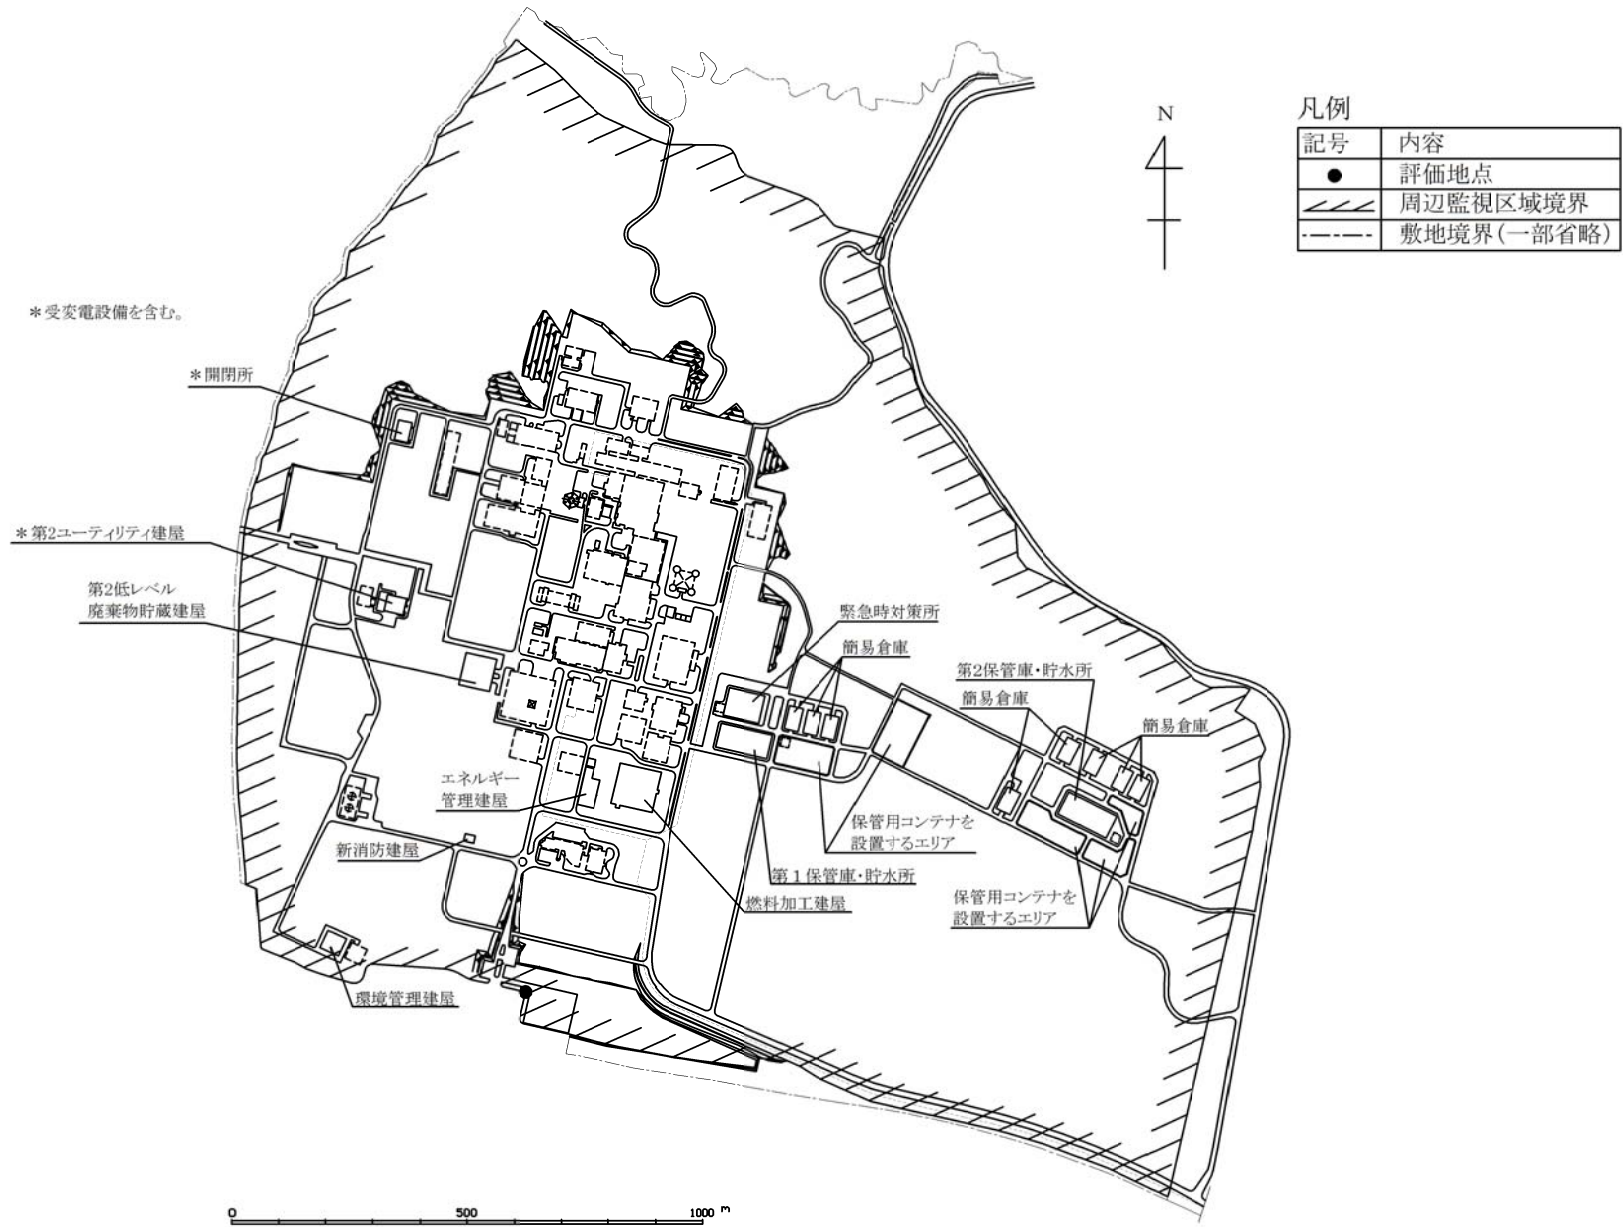 N
凡例
記号 内容
● 評価地点
周辺監視区域境界
敷地境界(一部省略)
＊受変電設備を含む。
＊開閉所
＊第2ユーティリティ建屋
第2低レベル
廃棄物貯蔵建屋
緊急時対策所
簡易倉庫
第2保管庫・貯水所
簡易倉庫
簡易倉庫
エネルギー
管理建屋
保管用コンテナを
設置するエリア
新消防建屋
第1保管庫・貯水所
燃料加工建屋
保管用コンテナを
設置するエリア
環境管理建屋
0 500 1000 m